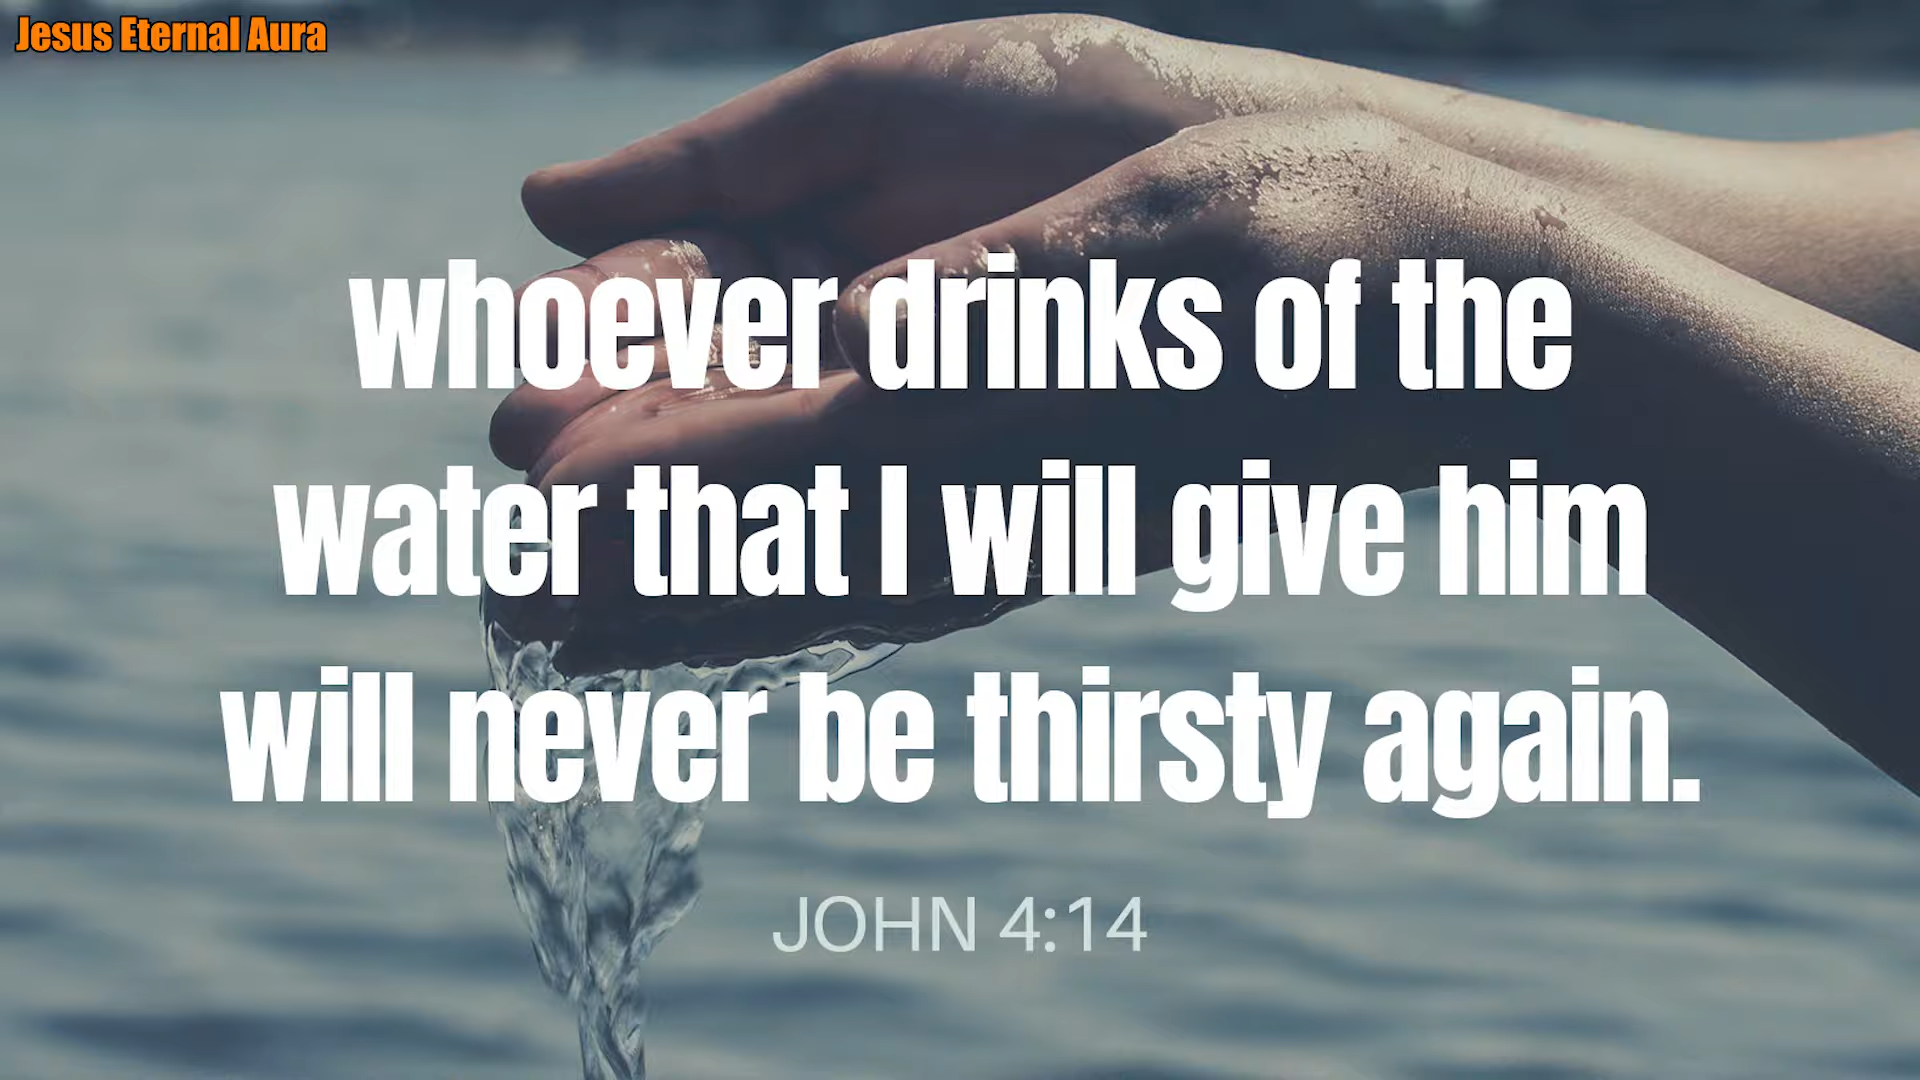 Jesus Eternal Aura
whoever drinks of the
water that I will give him
will never be thirsty again.
JOHN 4:14